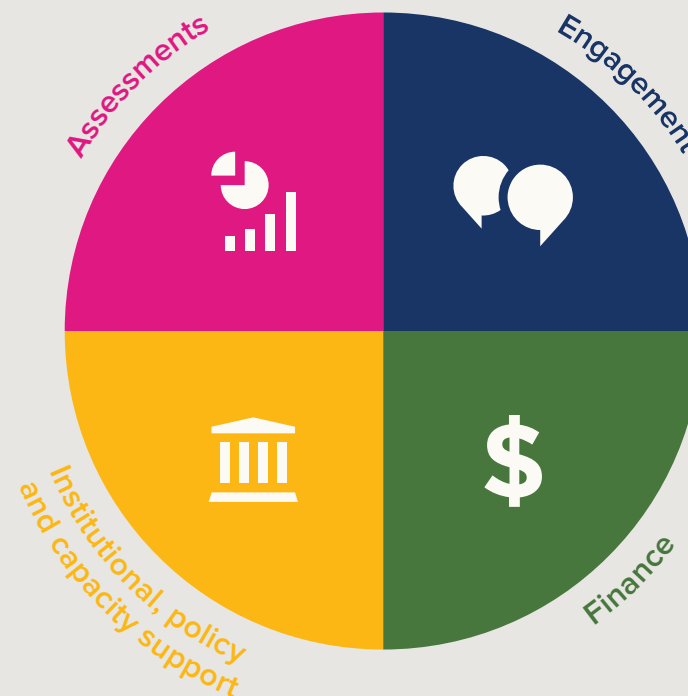 Assessments
Engagement
Institutional, policy
and capacity support
Finance
$